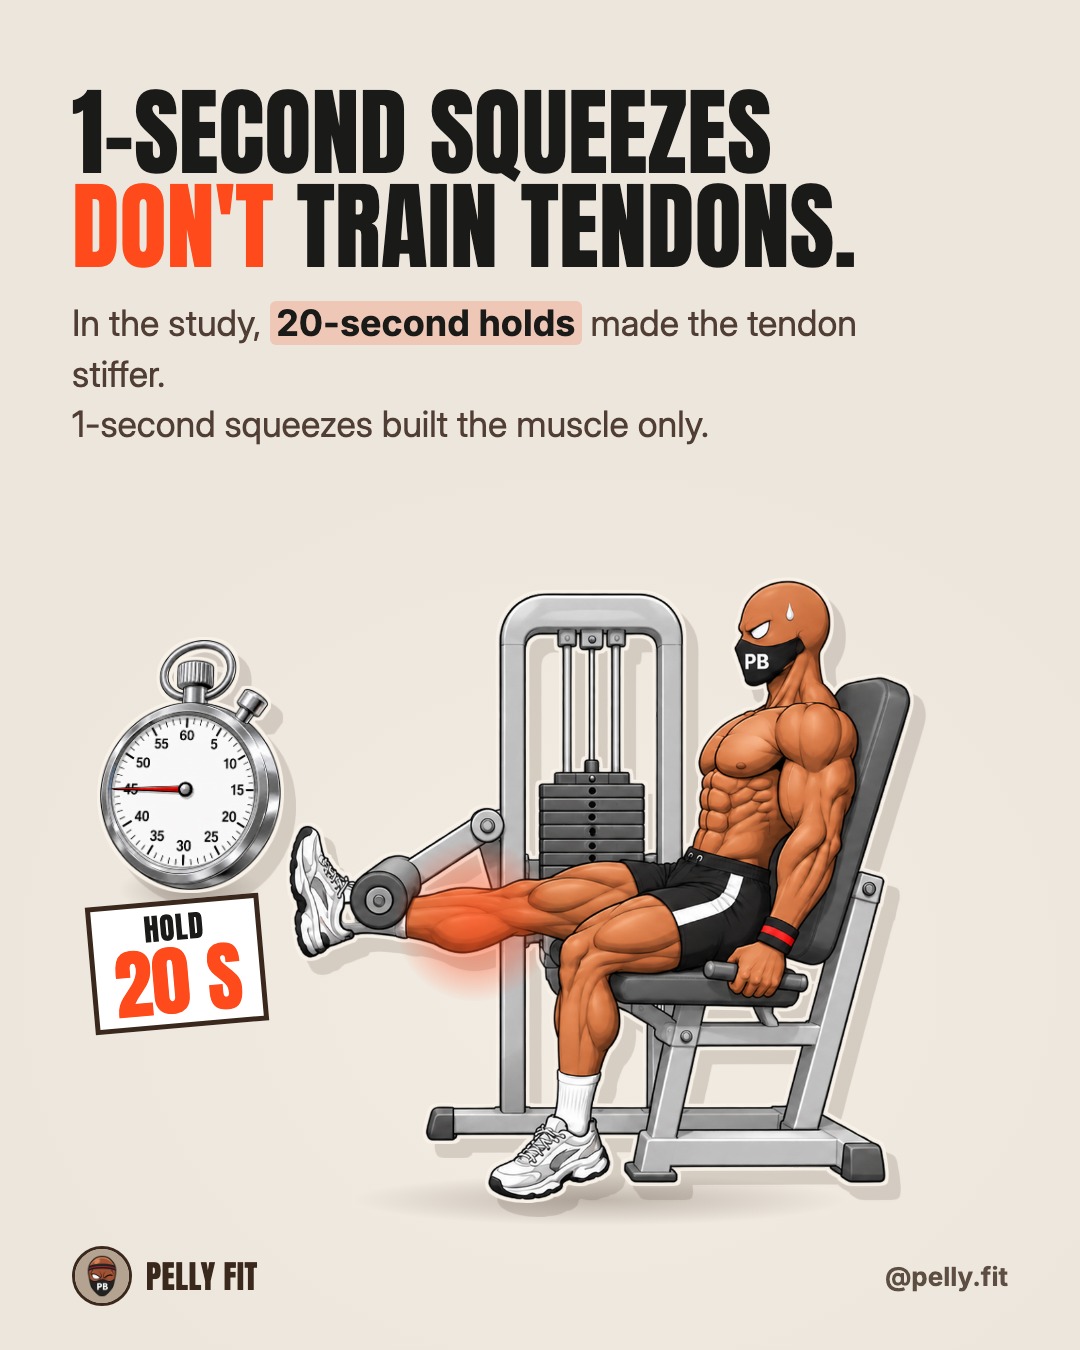 1-SECOND SQUEEZES
DON'T TRAIN TENDONS.
In the study, 20-second holds made the tendon
stiffer.
1-second squeezes built the muscle only.
PB
60
5
10
15
20
25
30
35
40
45
50
55
HOLD
20 S
PB
PELLY FIT
@pelly.fit